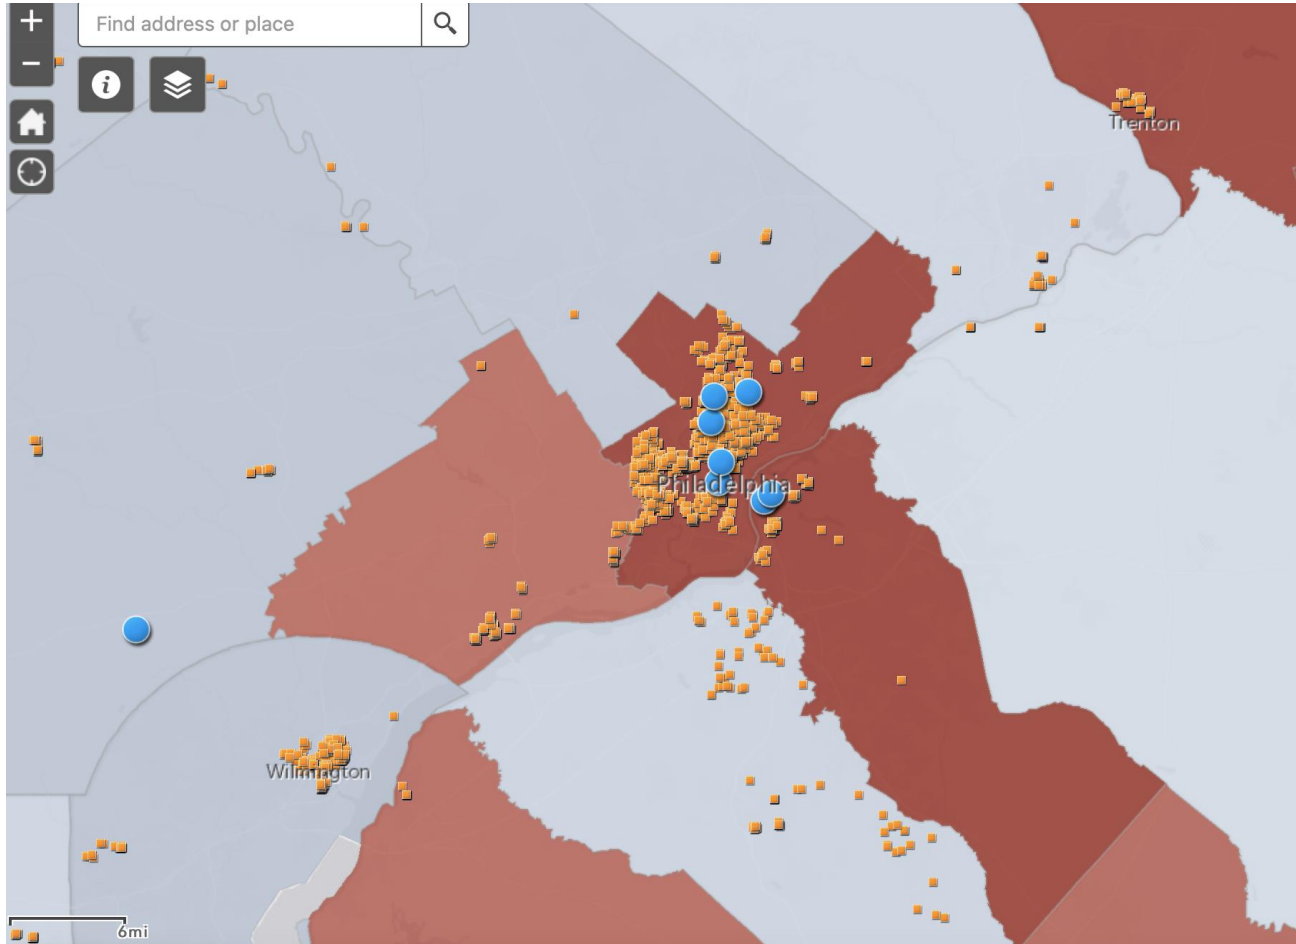 +
Find address or place
−
i
Trenton
Philadelphia
Wilmington
6mi